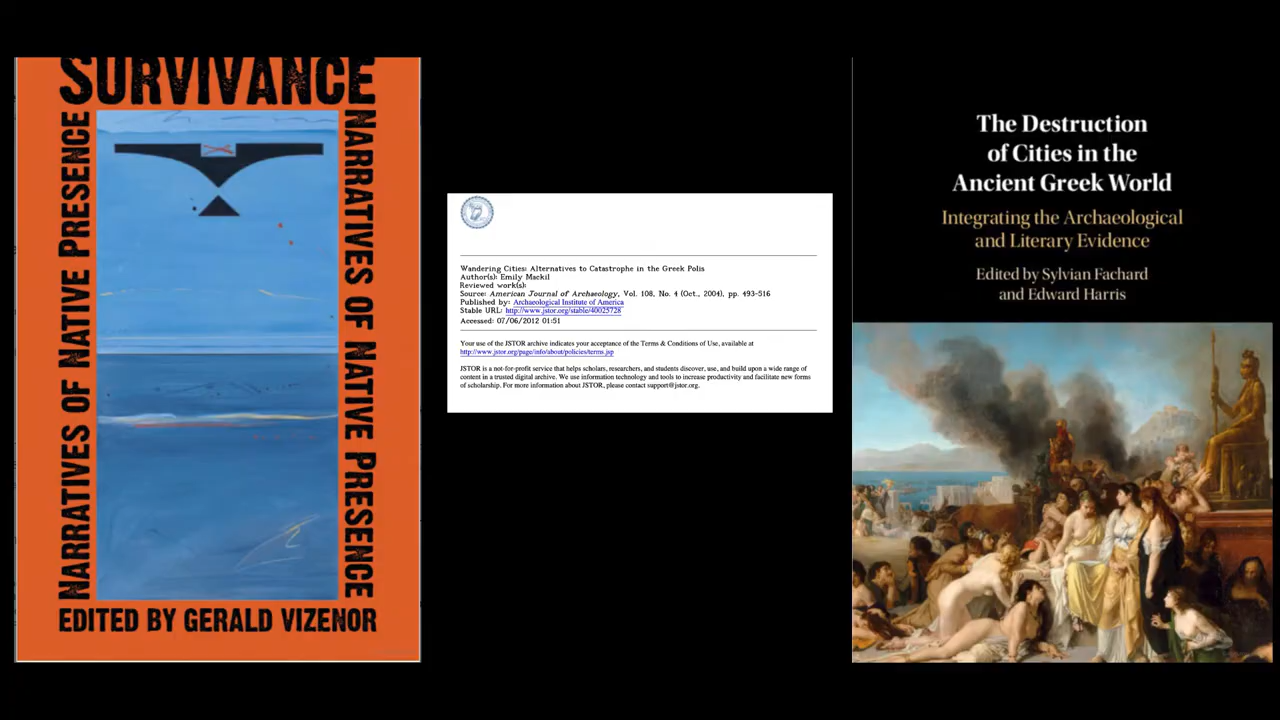 SURVIVANCE
NARRATIVES OF NATIVE PRESENCE
NARRATIVES OF NATIVE PRESENCE
EDITED BY GERALD VIZENOR
Wandering Cities: Alternatives to Catastrophe in the Greek Polis
Author(s): Emily Mackil
Reviewed work(s):
Source: American Journal of Archaeology, Vol. 108, No. 4 (Oct., 2004), pp. 493-516
Published by: Archaeological Institute of America
Stable URL: http://www.jstor.org/stable/40025728
Accessed: 07/06/2012 01:51
Your use of the JSTOR archive indicates your acceptance of the Terms & Conditions of Use, available at
http://www.jstor.org/page/info/about/policies/terms.jsp
JSTOR is a not-for-profit service that helps scholars, researchers, and students discover, use, and build upon a wide range of
content in a trusted digital archive. We use information technology and tools to increase productivity and facilitate new forms
of scholarship. For more information about JSTOR, please contact support@jstor.org.
The Destruction
of Cities in the
Ancient Greek World
Integrating the Archaeological
and Literary Evidence
Edited by Sylvian Fachard
and Edward Harris